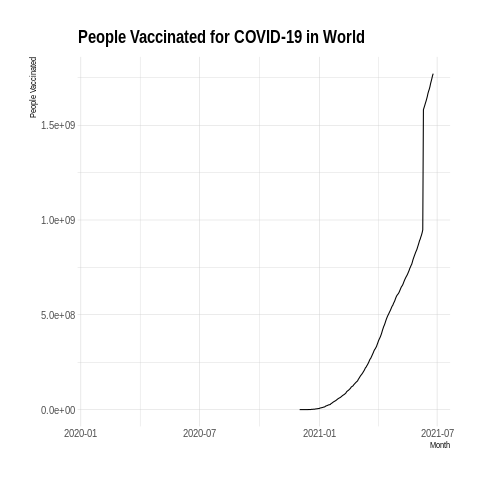 People Vaccinated for COVID-19 in World
People Vaccinated
1.5e+09
1.0e+09
5.0e+08
0.0e+00
2020-01 2020-07 2021-01 2021-07
Month